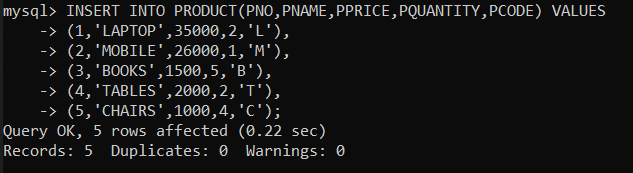 mysql> INSERT INTO PRODUCT(PNO,PNAME,PPRICE,PQUANTITY,PCODE) VALUES
    -> (1,'LAPTOP',35000,2,'L'),
    -> (2,'MOBILE',26000,1,'M'),
    -> (3,'BOOKS',1500,5,'B'),
    -> (4,'TABLES',2000,2,'T'),
    -> (5,'CHAIRS',1000,4,'C');
Query OK, 5 rows affected (0.22 sec)
Records: 5  Duplicates: 0  Warnings: 0